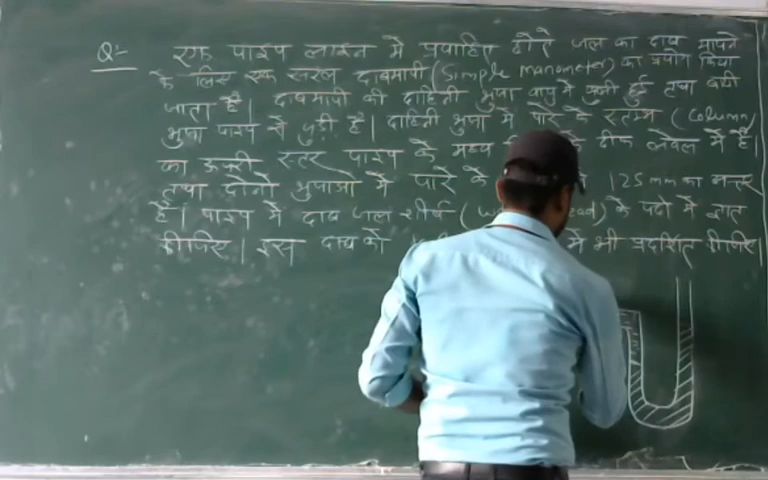 Q:- एक पाइप लाइन में प्रवाहित होते जल का दाब मापने
के लिए एक सरल दाबमापी (Simple manometer) का प्रयोग किया
जाता है। दाबमापी की दाहिनी भुजा वायु में खुली हुई तथा बायी
भुजा पाइप से जुड़ी है। दाहिनी भुजा में पारे के स्तम्भ (Column)
का ऊपरी स्तर पाइप के मध्य ठीक लेवल में है।
तथा दोनो भुजाओ में पारे के 125 mm का अन्तर
है। पाइप में दाब जल शीर्ष ( के पदो में ज्ञात
कीजिए। इस दाब को में भी प्रदर्शित कीजिए।